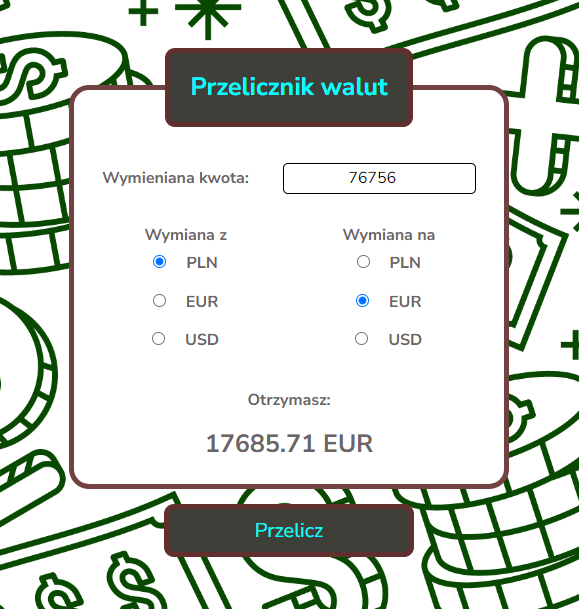 Przelicznik walut
Wymieniana kwota: 76756
Wymiana z Wymiana na
PLN PLN
EUR EUR
USD USD
Otrzymasz:
17685.71 EUR
Przelicz